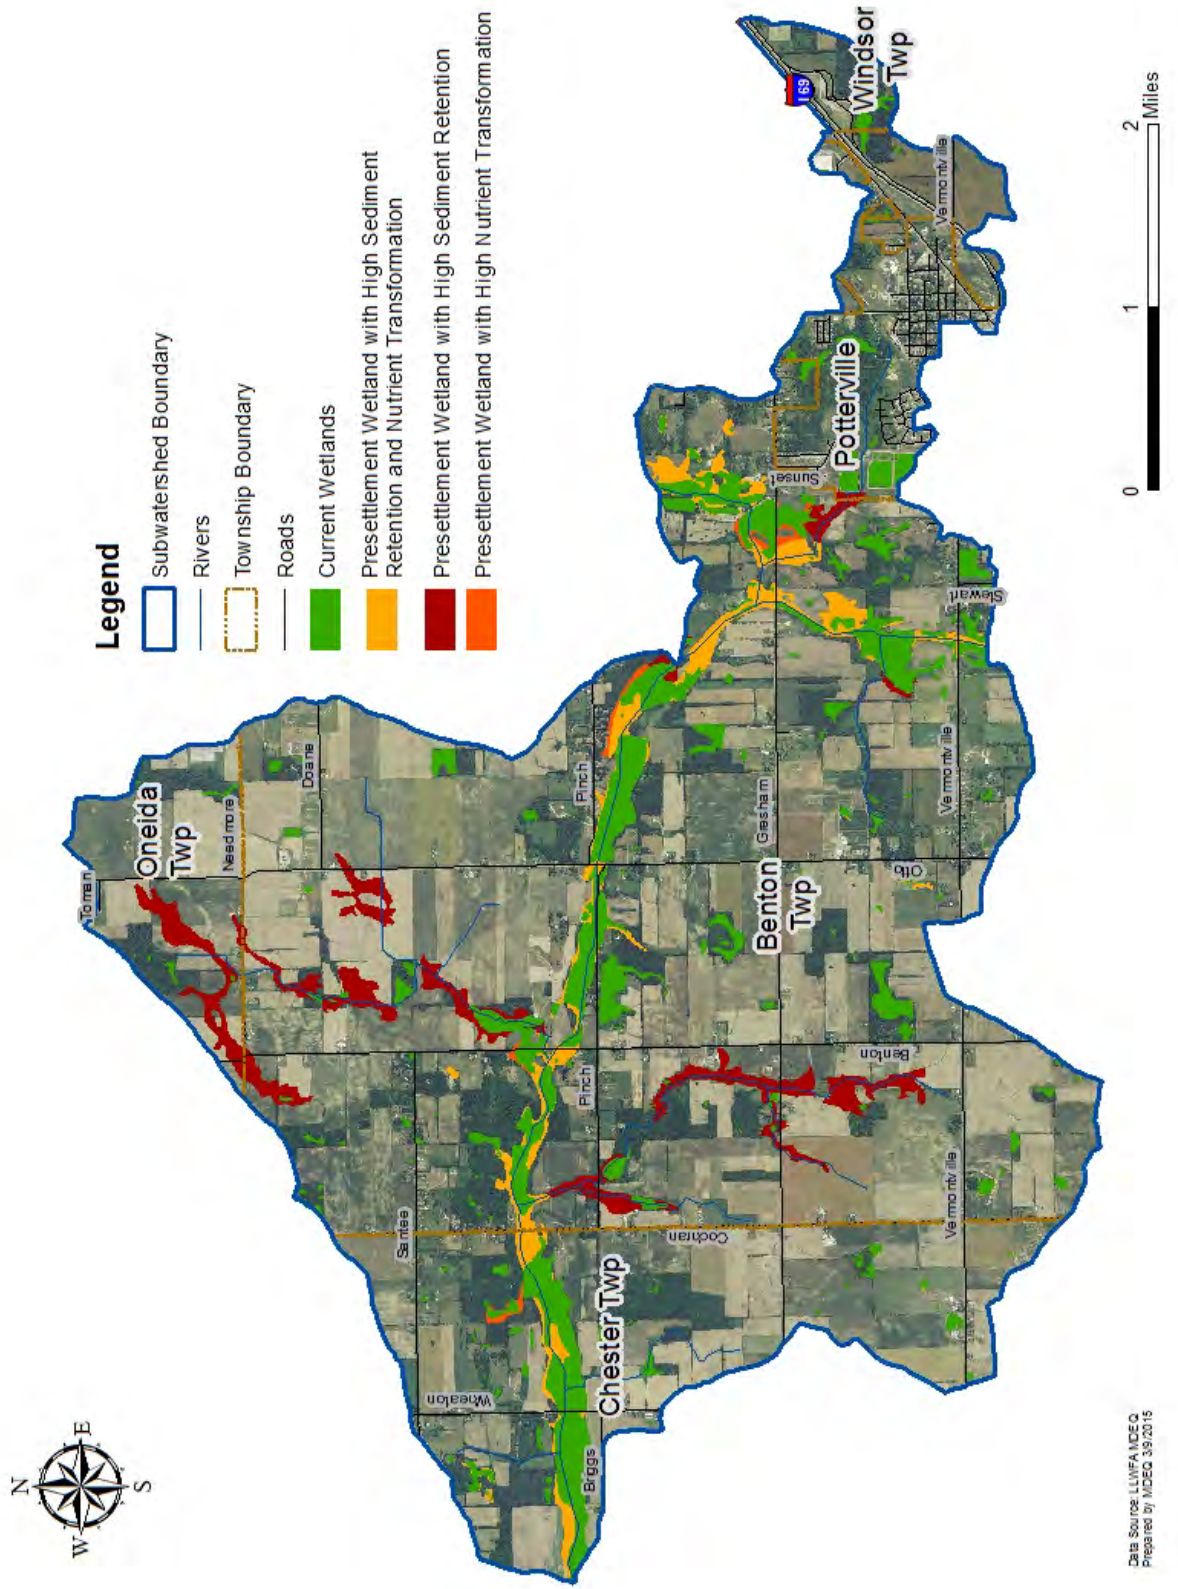 Legend
Subwatershed Boundary
Rivers
Township Boundary
Roads
Current Wetlands
Presettlement Wetland with High Sediment
Retention and Nutrient Transformation
Presettlement Wetland with High Sediment Retention
Presettlement Wetland with High Nutrient Transformation
N
W
E
S
Toman
Oneida
Twp
Needmore
Doane
Santee
Pinch
Pinch
Whealon
Briggs
Chester Twp
Cochran
Benton
Gresham
Benton
Twp
Otto
Vermontville
Vermontville
Vermontville
Stewart
Sunset
Potterville
Windsor
Twp
I 69
0
1
2
Miles
Data Source: LLWFA MDEQ
Prepared by MDEQ 3/9/2015